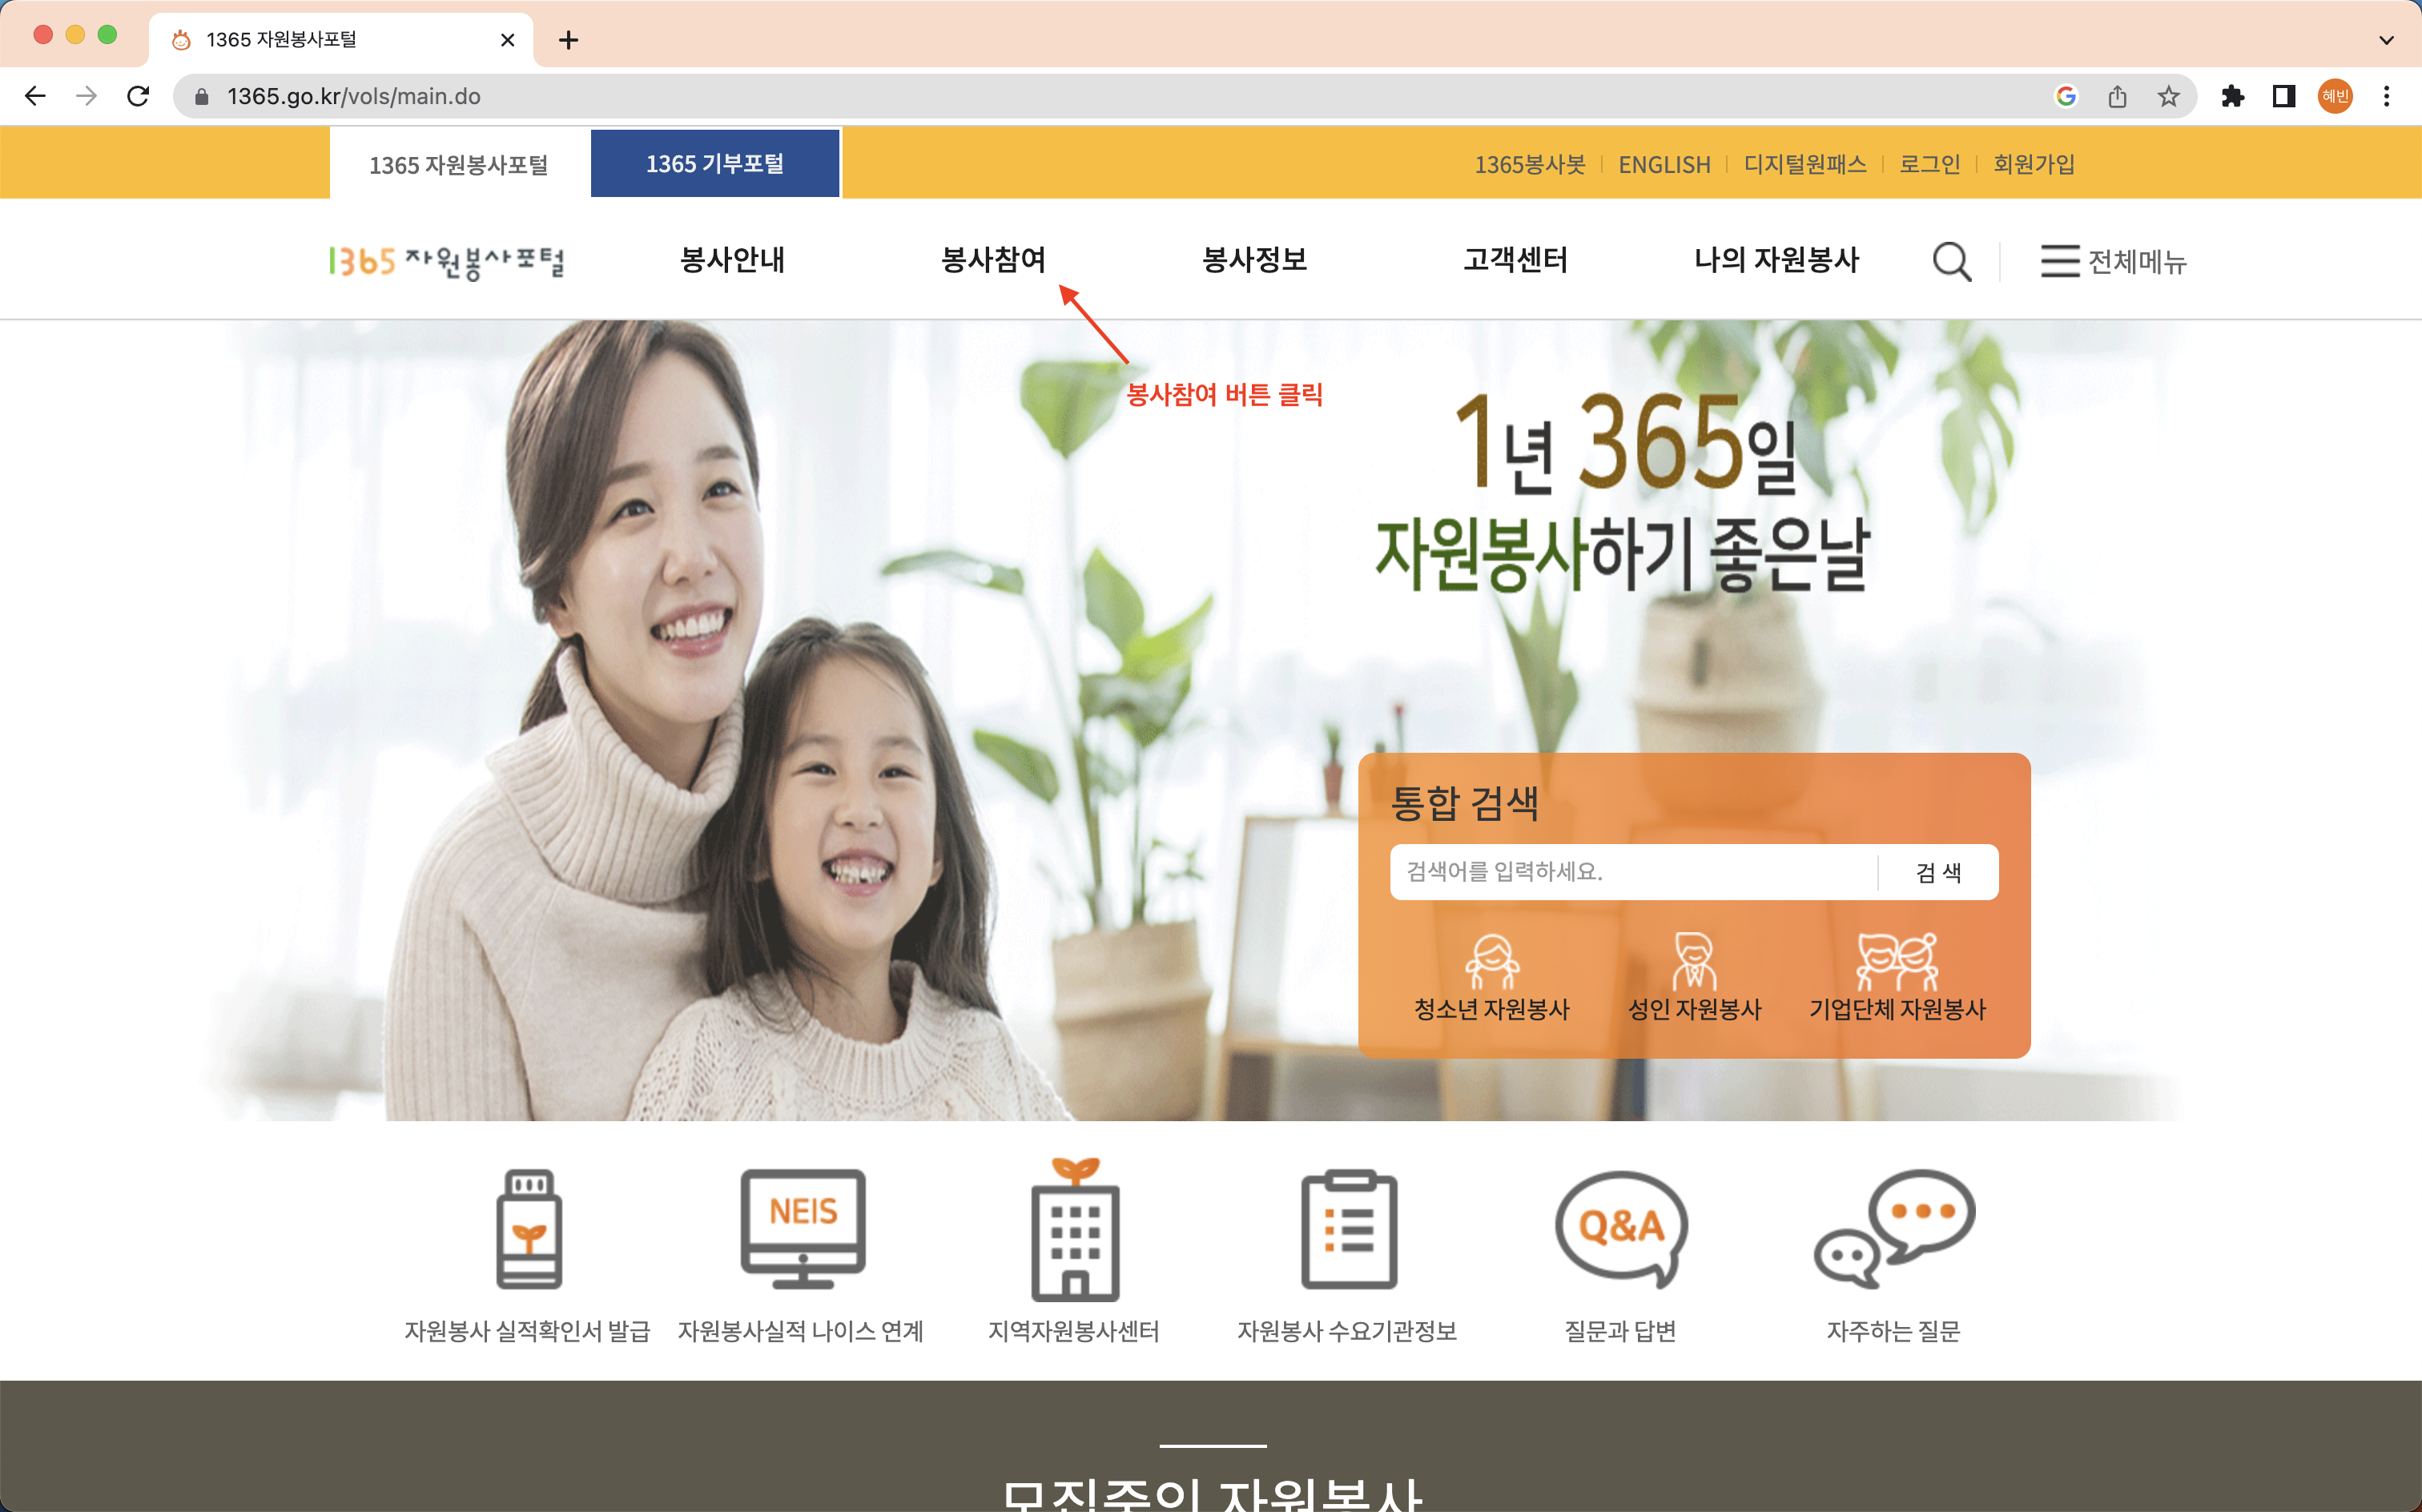 1365 자원봉사포털
1365.go.kr/vols/main.do
혜빈
1365 자원봉사포털
1365 기부포털
1365봉사봇
ENGLISH
디지털원패스
로그인
회원가입
1365 자원봉사포털
봉사안내
봉사참여
봉사정보
고객센터
나의 자원봉사
전체메뉴
봉사참여 버튼 클릭
1년 365일
자원봉사하기 좋은날
통합 검색
검색어를 입력하세요.
검 색
청소년 자원봉사
성인 자원봉사
기업단체 자원봉사
NEIS
Q&A
자원봉사 실적확인서 발급
자원봉사실적 나이스 연계
지역자원봉사센터
자원봉사 수요기관정보
질문과 답변
자주하는 질문
모집중인 자원봉사